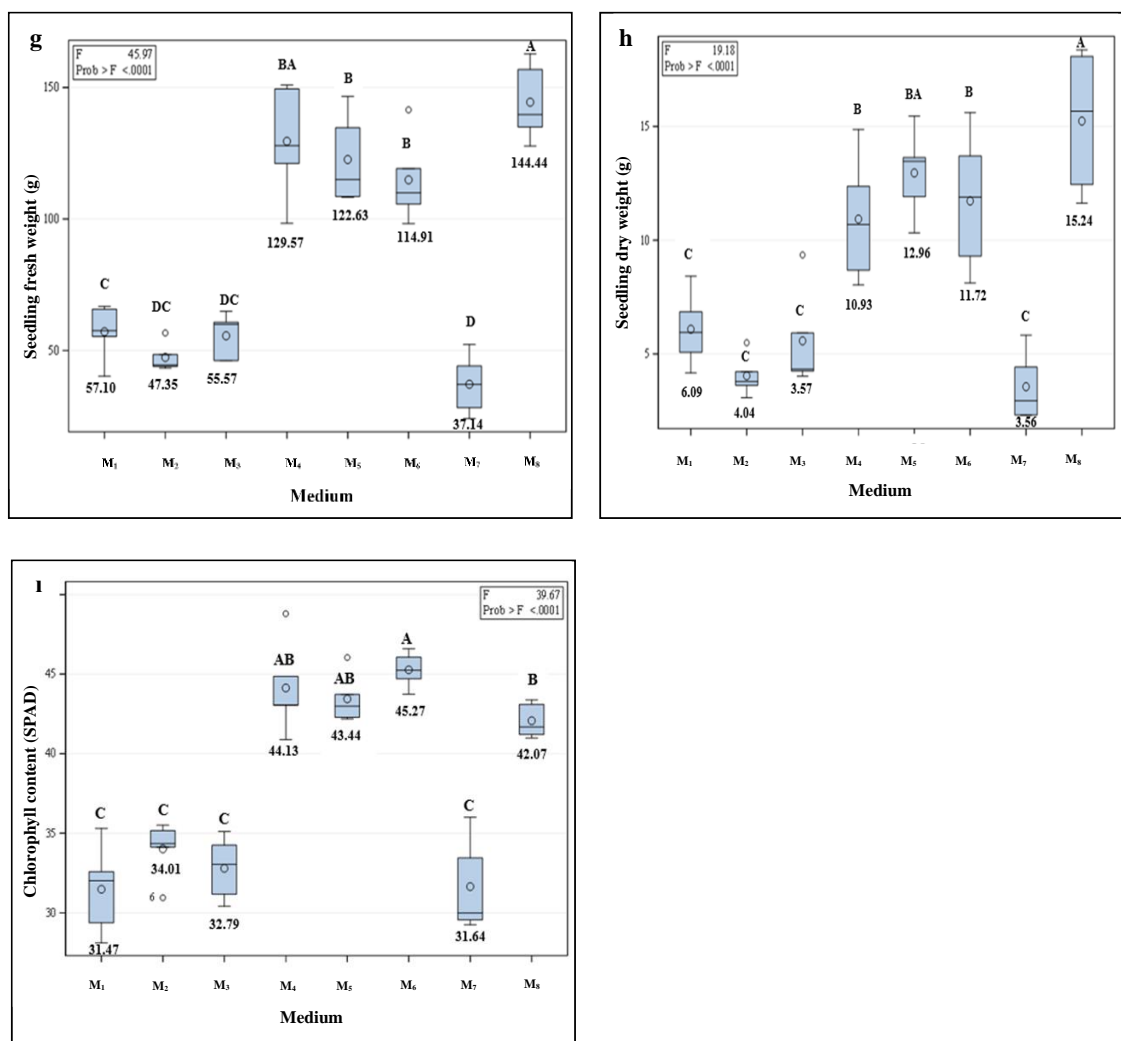 g
F 45.97
Prob > F <.0001
Seedling fresh weight (g)
150
100
50
C
DC
DC
BA
B
B
D
A
57.10
47.35
55.57
129.57
122.63
114.91
37.14
144.44
M₁ M₂ M₃ M₄ M₅ M₆ M₇ M₈
Medium
h
F 19.18
Prob > F <.0001
Seedling dry weight (g)
15
10
5
C
C
C
B
BA
B
C
A
6.09
4.04
3.57
10.93
12.96
11.72
3.56
15.24
M₁ M₂ M₃ M₄ M₅ M₆ M₇ M₈
Medium
F 39.67
Prob > F <.0001
Chlorophyll content (SPAD)
45
40
35
30
C
C
C
AB
AB
A
C
B
31.47
34.01
6
32.79
44.13
43.44
45.27
31.64
42.07
M₁ M₂ M₃ M₄ M₅ M₆ M₇ M₈
Medium